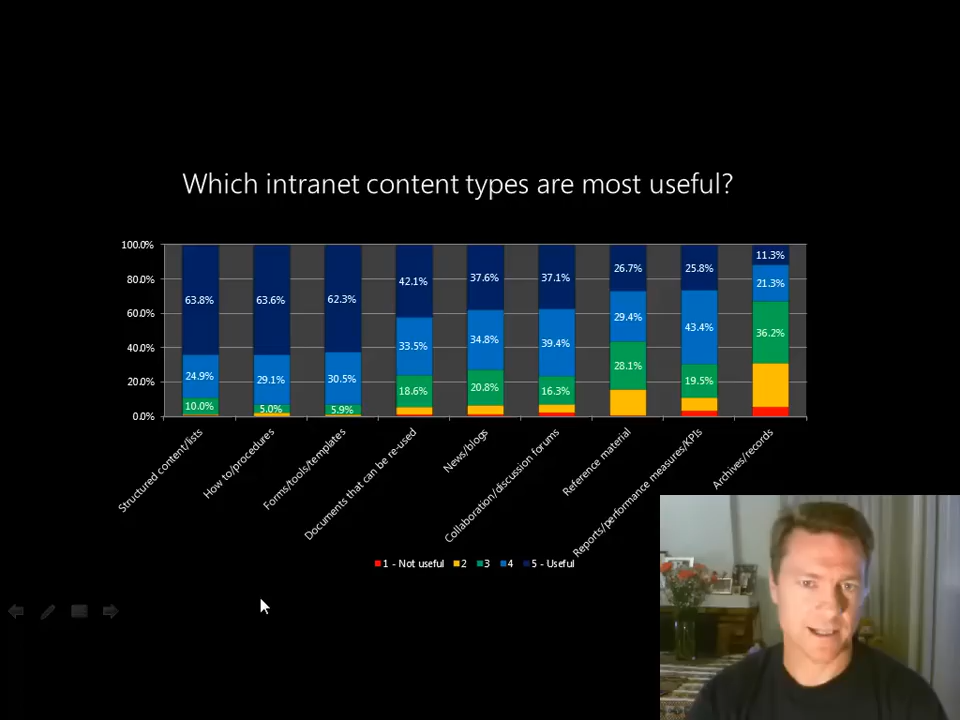 Which intranet content types are most useful?
100.0%
80.0%
60.0%
40.0%
20.0%
0.0%
63.8% 63.6% 62.3% 42.1% 37.6% 37.1% 26.7% 25.8% 11.3%
24.9% 29.1% 30.5% 33.5% 34.8% 39.4% 29.4% 43.4% 21.3%
10.0% 5.0% 5.9% 18.6% 20.8% 16.3% 28.1% 19.5% 36.2%
Structured content/lists
How to/procedures
Forms/tools/templates
Documents that can be re-used
News/blogs
Collaboration/discussion forums
Reference material
Reports/performance measures/KPIs
Archives/records
1 - Not useful 2 3 4 5 - Useful